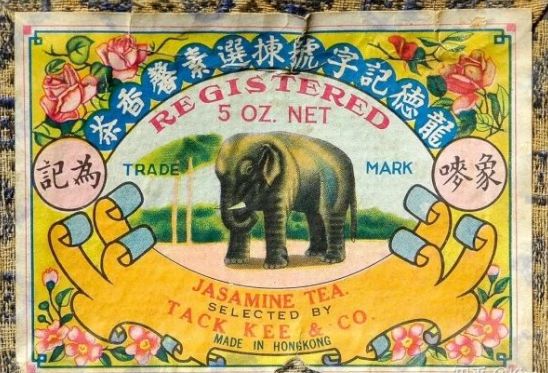 龍德記字號揀選素馨香茶
REGISTERED
5 OZ. NET
象嘜
為記
TRADE MARK
JASAMINE TEA.
SELECTED BY
TACK KEE & CO.
MADE IN HONGKONG